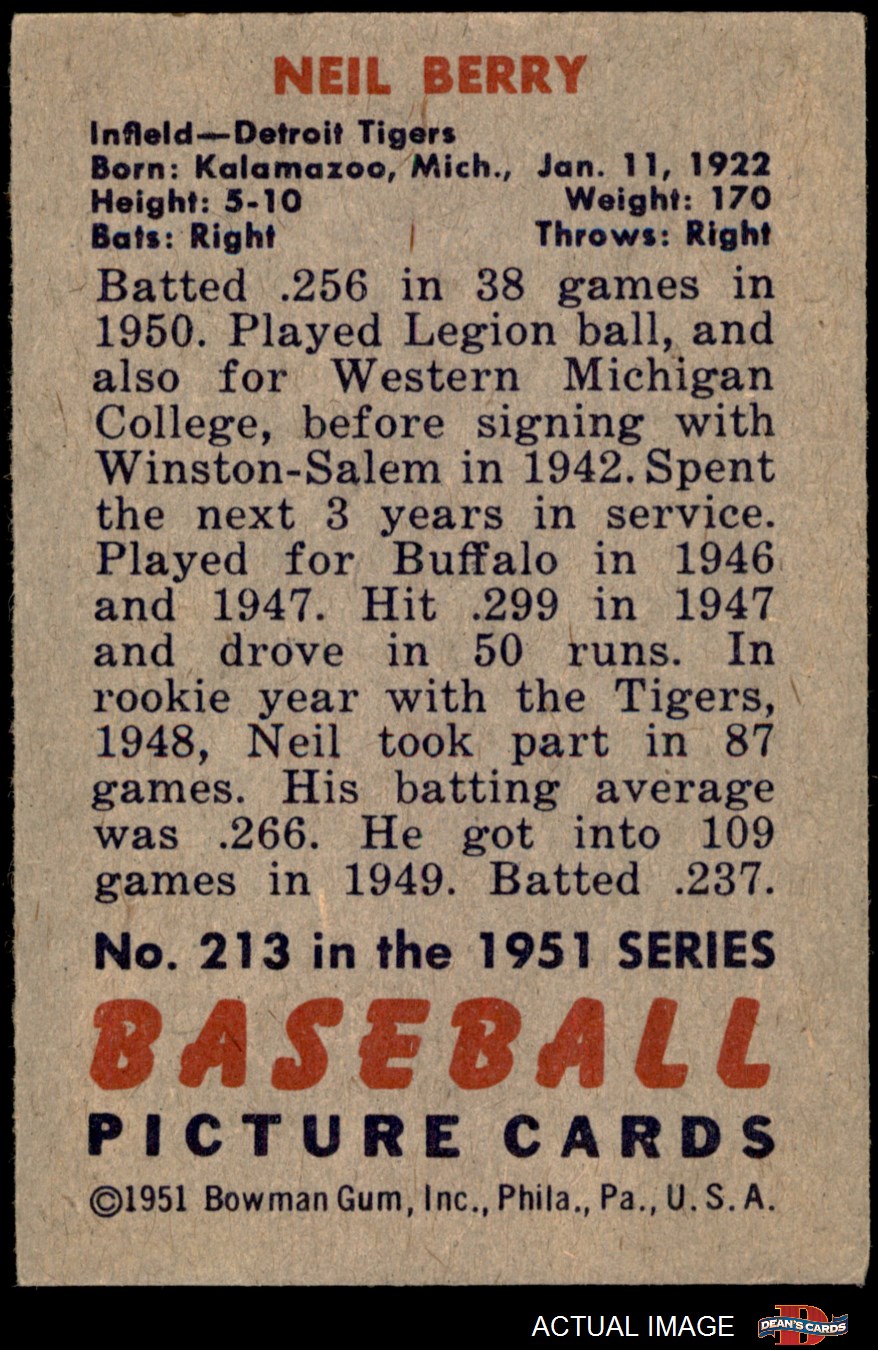 NEIL BERRY
Infield—Detroit Tigers
Born: Kalamazoo, Mich., Jan. 11, 1922
Height: 5-10 Weight: 170
Bats: Right Throws: Right
Batted .256 in 38 games in
1950. Played Legion ball, and
also for Western Michigan
College, before signing with
Winston-Salem in 1942. Spent
the next 3 years in service.
Played for Buffalo in 1946
and 1947. Hit .299 in 1947
and drove in 50 runs. In
rookie year with the Tigers,
1948, Neil took part in 87
games. His batting average
was .266. He got into 109
games in 1949. Batted .237.
No. 213 in the 1951 SERIES
BASEBALL
PICTURE CARDS
©1951 Bowman Gum, Inc., Phila., Pa., U.S.A.
ACTUAL IMAGE
D
DEAN'S CARDS